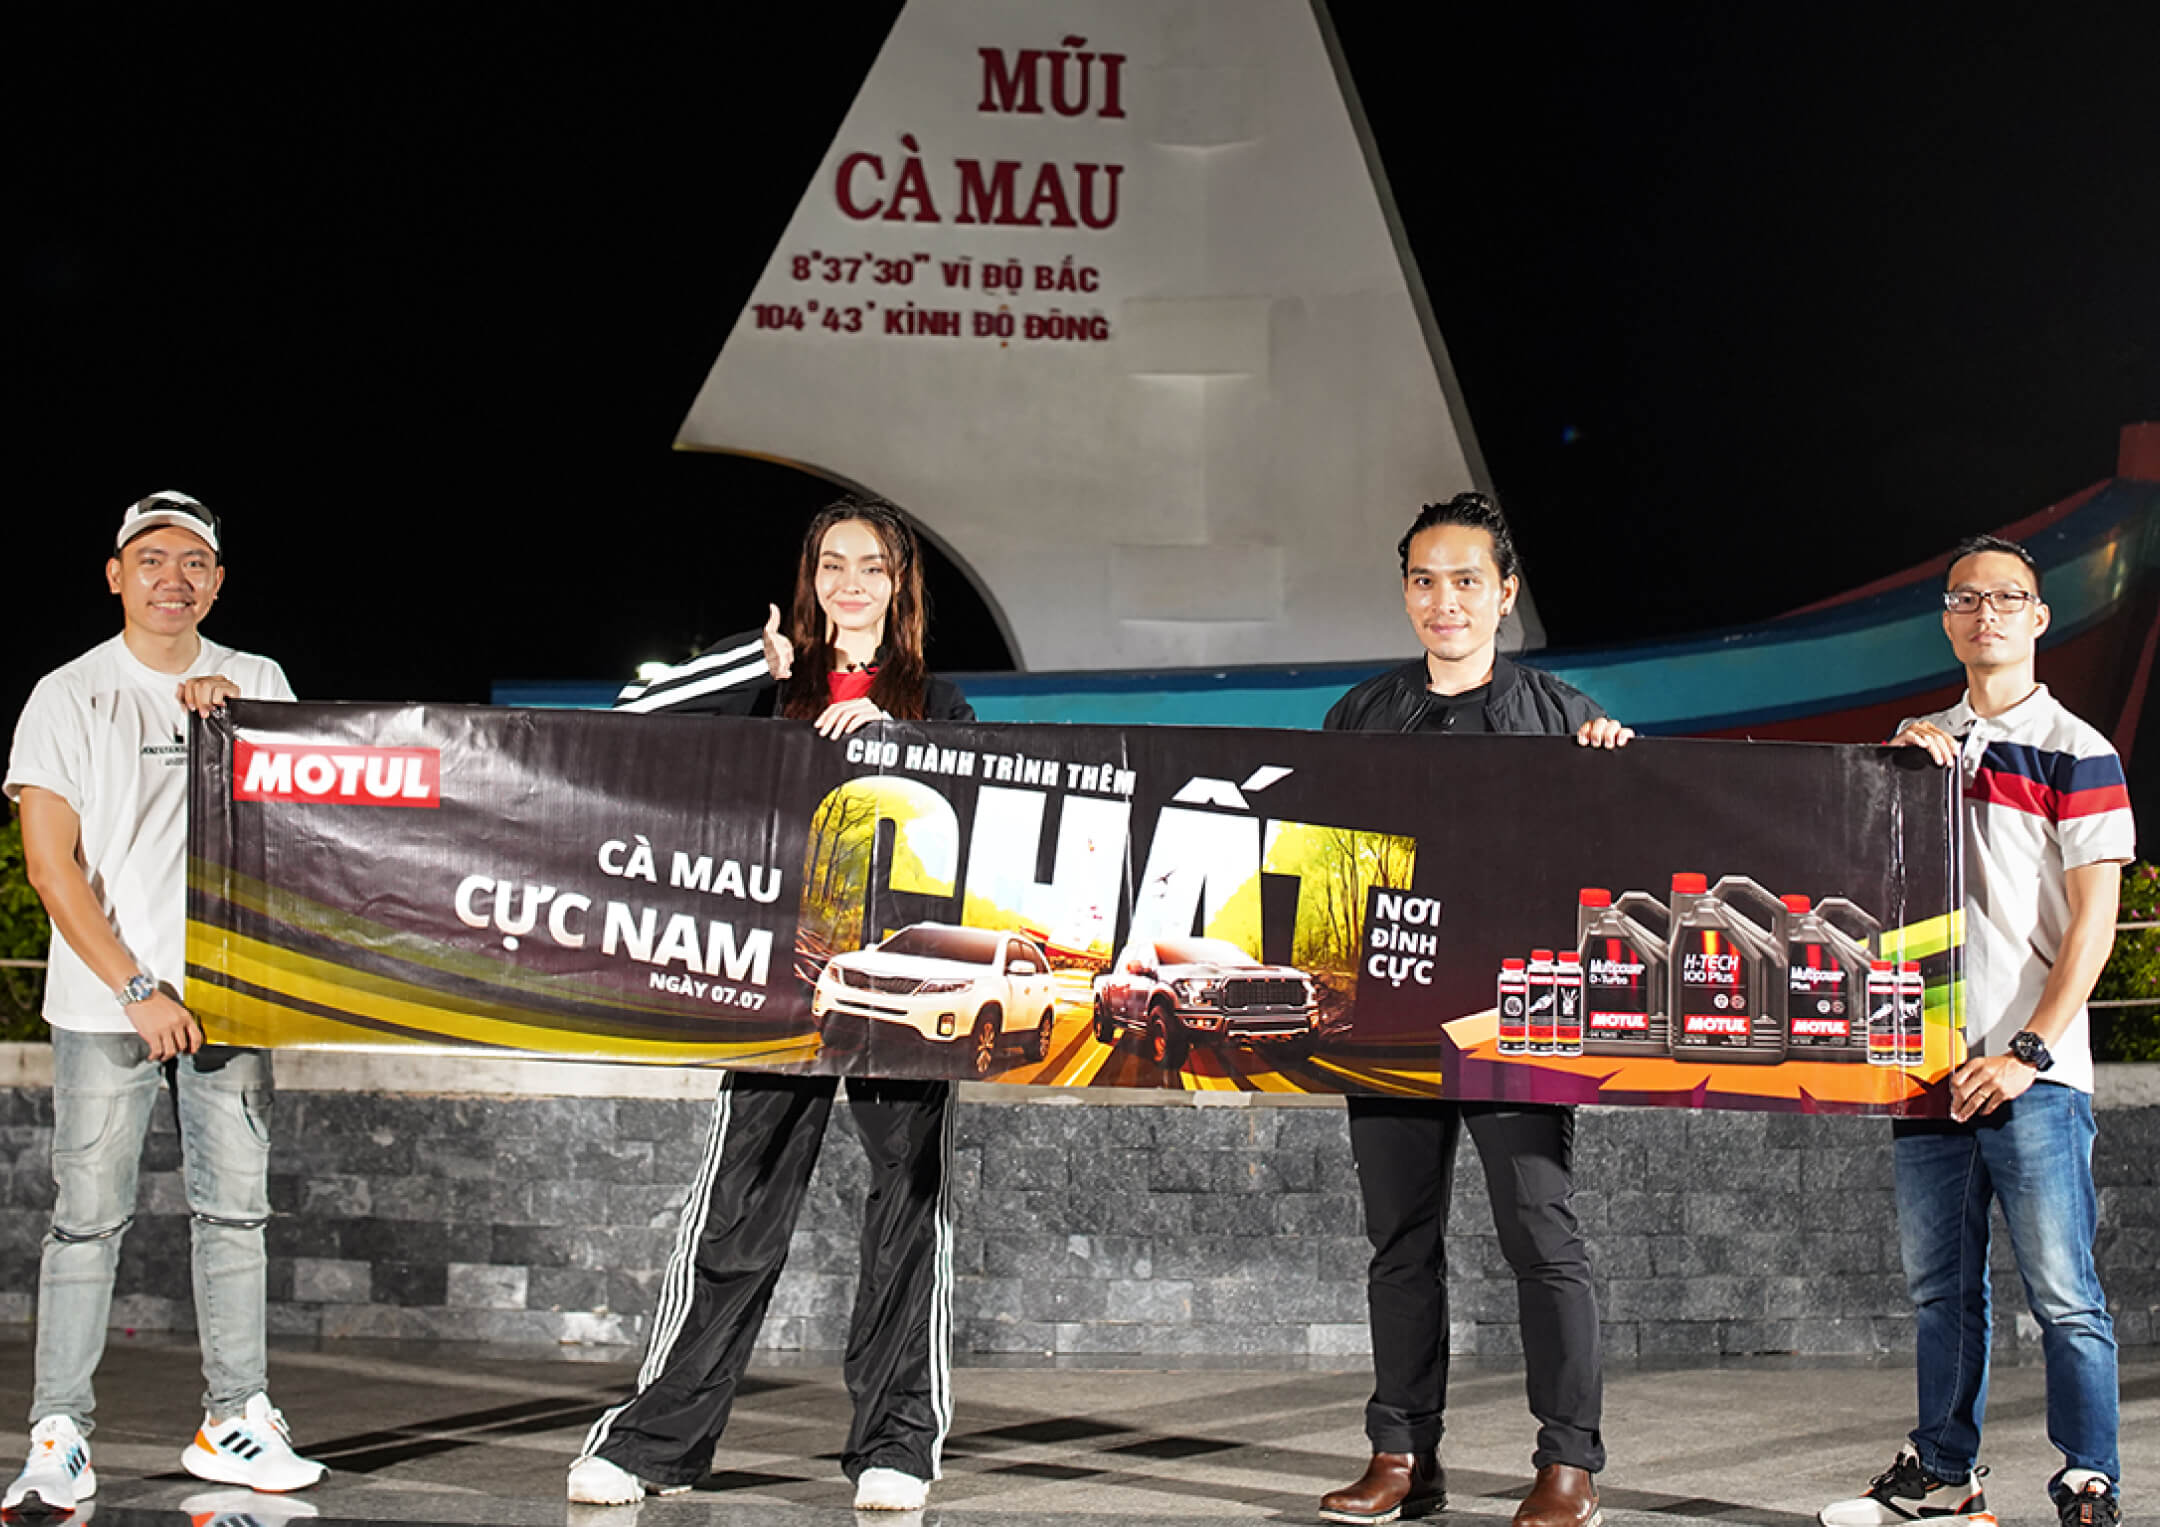 MŨI
CÀ MAU
8°37'30" VĨ ĐỘ BẮC
104°43' KINH ĐỘ ĐÔNG
MOTUL
CHO HÀNH TRÌNH THÊM
CHẤT
NƠI
ĐỈNH
CỰC
CÀ MAU
CỰC NAM
NGÀY 07.07
Multipower
D-Turbo
MOTUL
H-TECH
100 Plus
MOTUL
Multipower
Plus
MOTUL